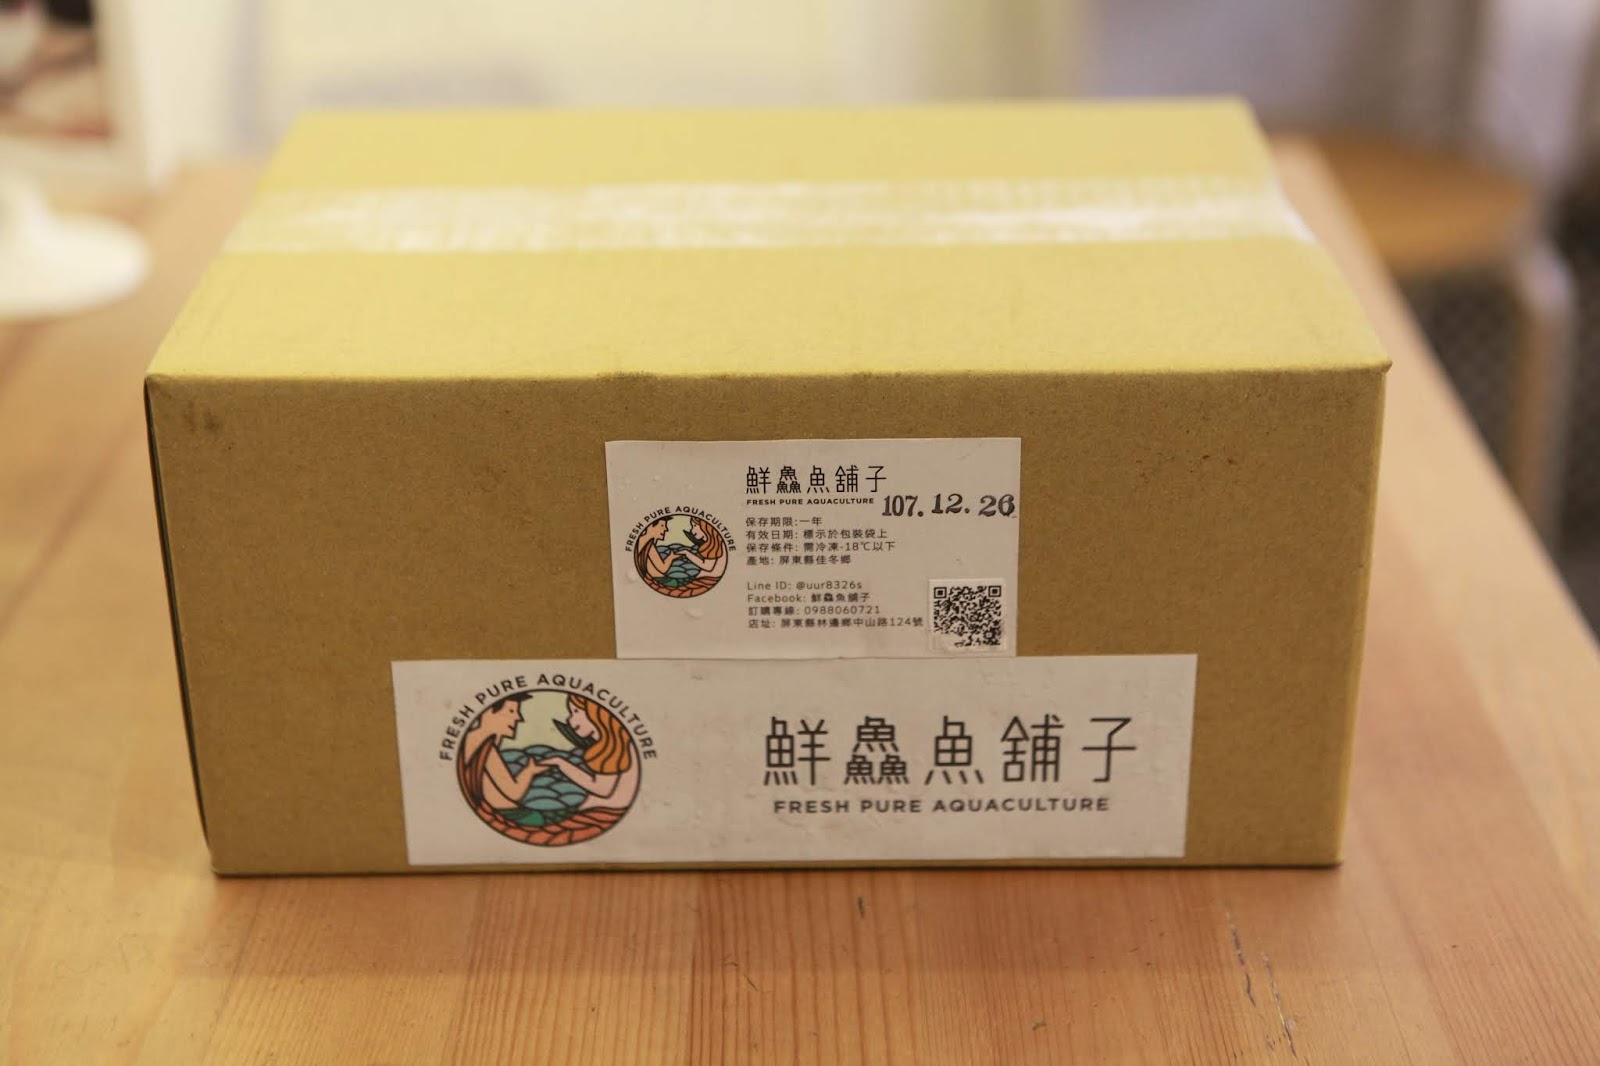 鮮鱻魚舖子
FRESH PURE AQUACULTURE
107.12.26
FRESH PURE AQUACULTURE
保存期限:一年
有效日期: 標示於包裝袋上
保存條件: 需冷凍-18℃以下
產地: 屏東縣佳冬鄉
Line ID: @uur8326s
Facebook: 鮮鱻魚舖子
訂購專線: 0988060721
店址: 屏東縣林邊鄉中山路124號
FRESH PURE AQUACULTURE
鮮鱻魚舖子
FRESH PURE AQUACULTURE